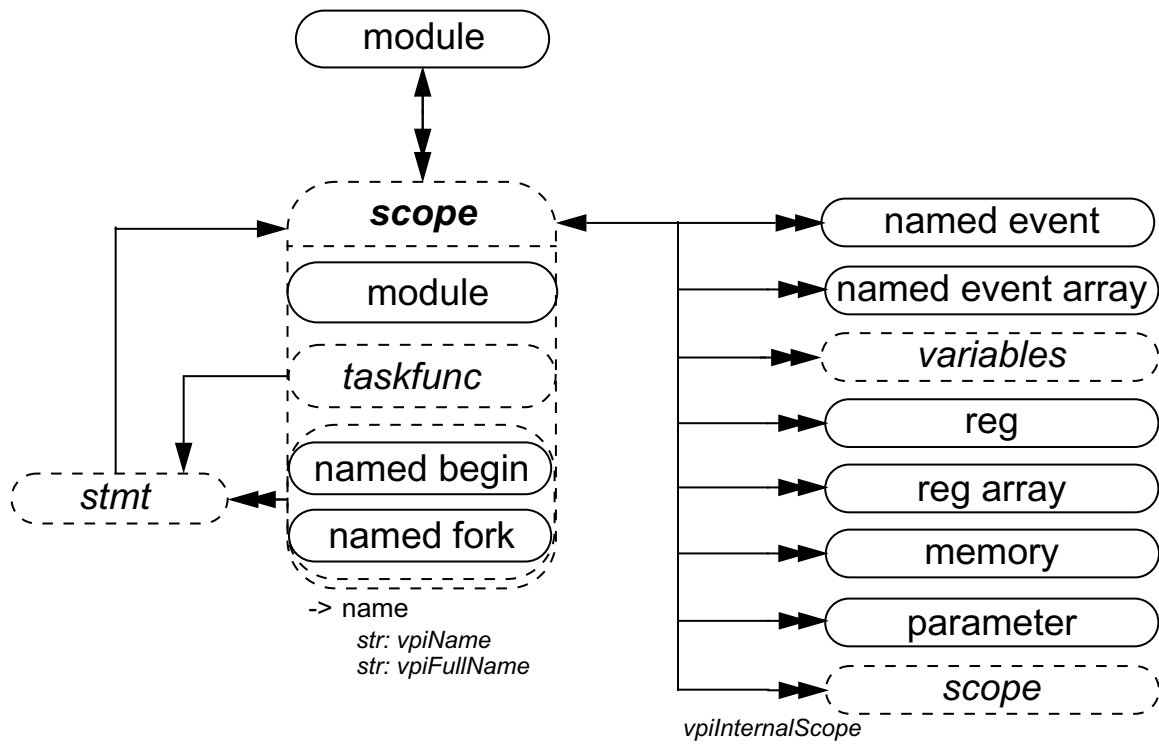 module
scope
module
taskfunc
named begin
named fork
stmt
-> name
str: vpiName
str: vpiFullName
named event
named event array
variables
reg
reg array
memory
parameter
scope
vpiInternalScope